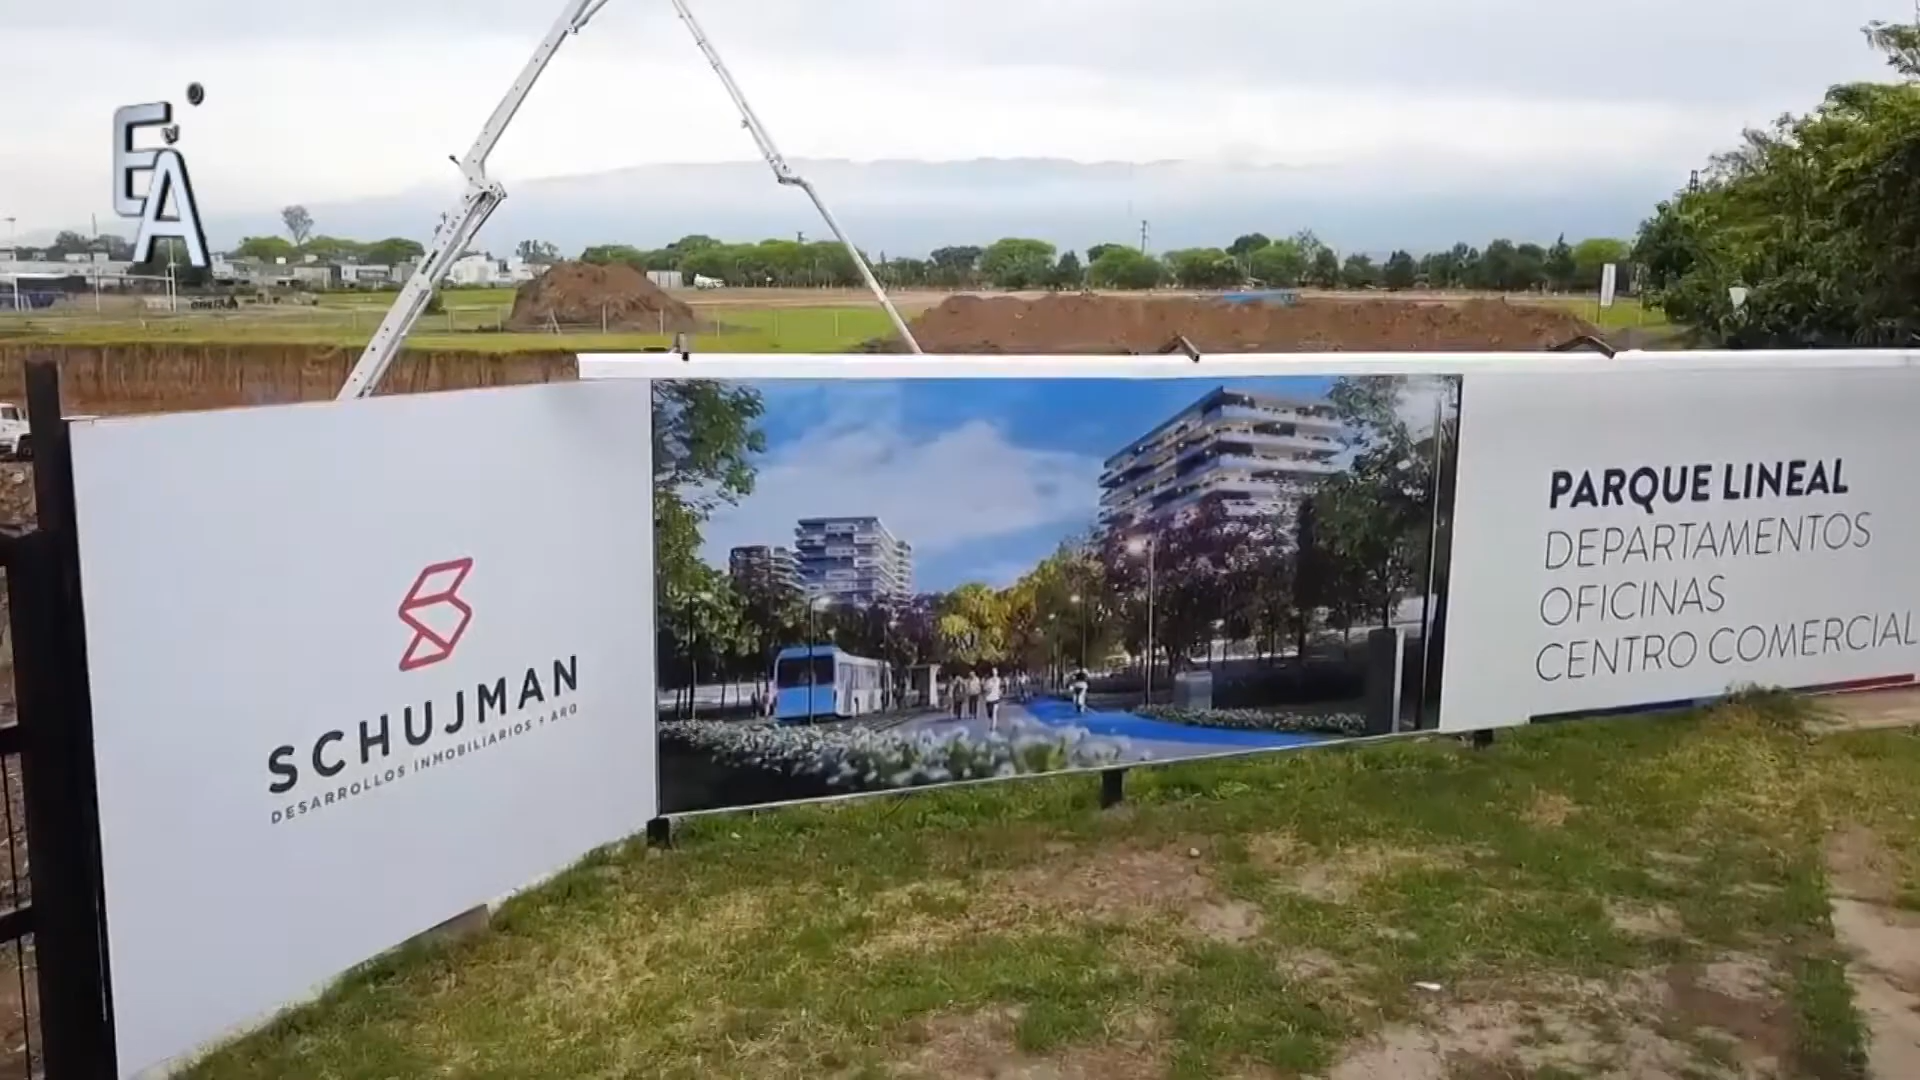 EA
SCHUJMAN
DESARROLLOS INMOBILIARIOS + ARQ
PARQUE LINEAL
DEPARTAMENTOS
OFICINAS
CENTRO COMERCIAL